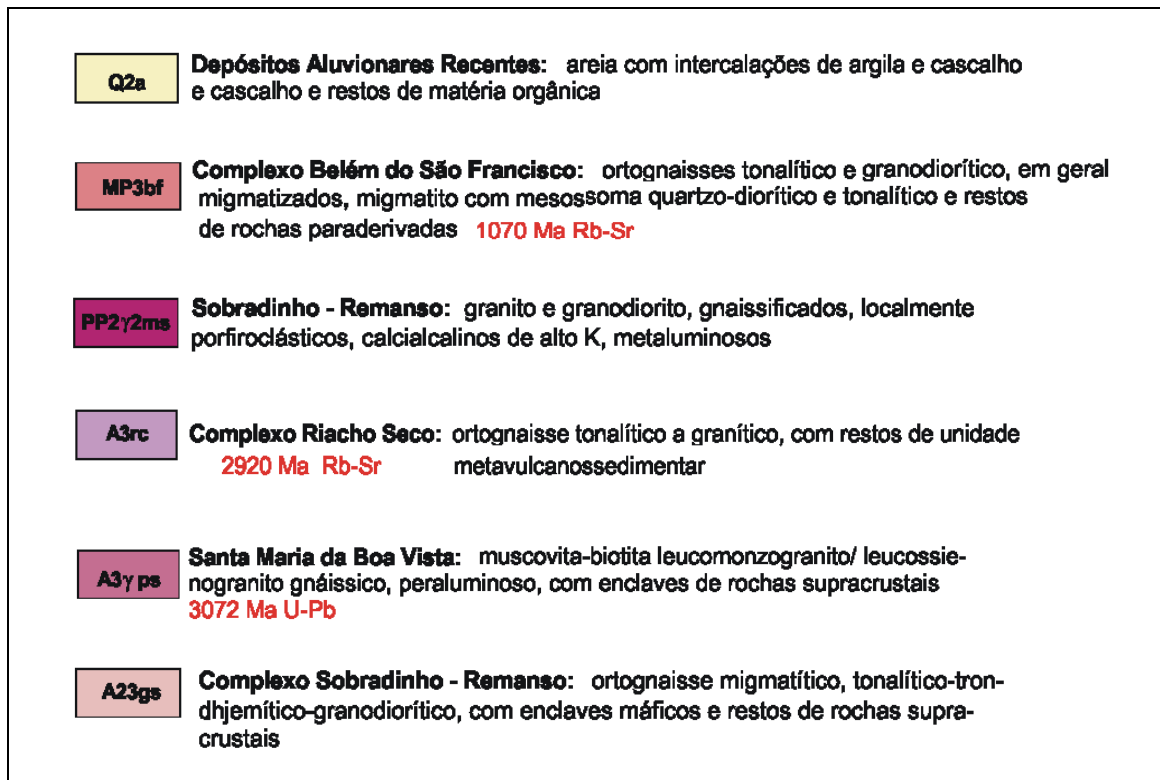 Q2a Depósitos Aluvionares Recentes: areia com intercalações de argila e cascalho
e cascalho e restos de matéria orgânica
MP3bf Complexo Belém do São Francisco: ortognaisses tonalítico e granodiorítico, em geral
migmatizados, migmatito com mesossoma quartzo-diorítico e tonalítico e restos
de rochas paraderivadas 1070 Ma Rb-Sr
PP2γ2ms Sobradinho - Remanso: granito e granodiorito, gnaissificados, localmente
porfiroclásticos, calcialcalinos de alto K, metaluminosos
A3rc Complexo Riacho Seco: ortognaisse tonalítico a granítico, com restos de unidade
2920 Ma Rb-Sr metavulcanossedimentar
A3γ ps Santa Maria da Boa Vista: muscovita-biotita leucomonzogranito/ leucossie-
nogranito gnáissico, peraluminoso, com enclaves de rochas supracrustais
3072 Ma U-Pb
A23gs Complexo Sobradinho - Remanso: ortognaisse migmatítico, tonalítico-tron-
dhjemítico-granodiorítico, com enclaves máficos e restos de rochas supra-
crustais